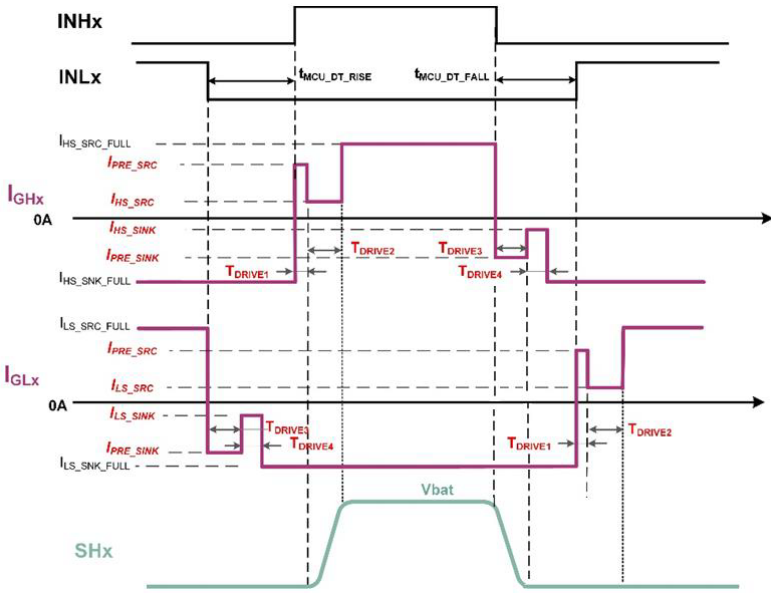 INHx
INLx
tMCU_DT_RISE
tMCU_DT_FALL
IHS_SRC_FULL
IPRE_SRC
IGHx
IHS_SRC
0A
IHS_SINK
IPRE_SINK
TDRIVE2
TDRIVE3
TDRIVE1
TDRIVE4
IHS_SNK_FULL
ILS_SRC_FULL
IPRE_SRC
IGLx
ILS_SRC
0A
ILS_SINK
TDRIVE3
TDRIVE2
IPRE_SINK
TDRIVE4
TDRIVE1
ILS_SNK_FULL
Vbat
SHx